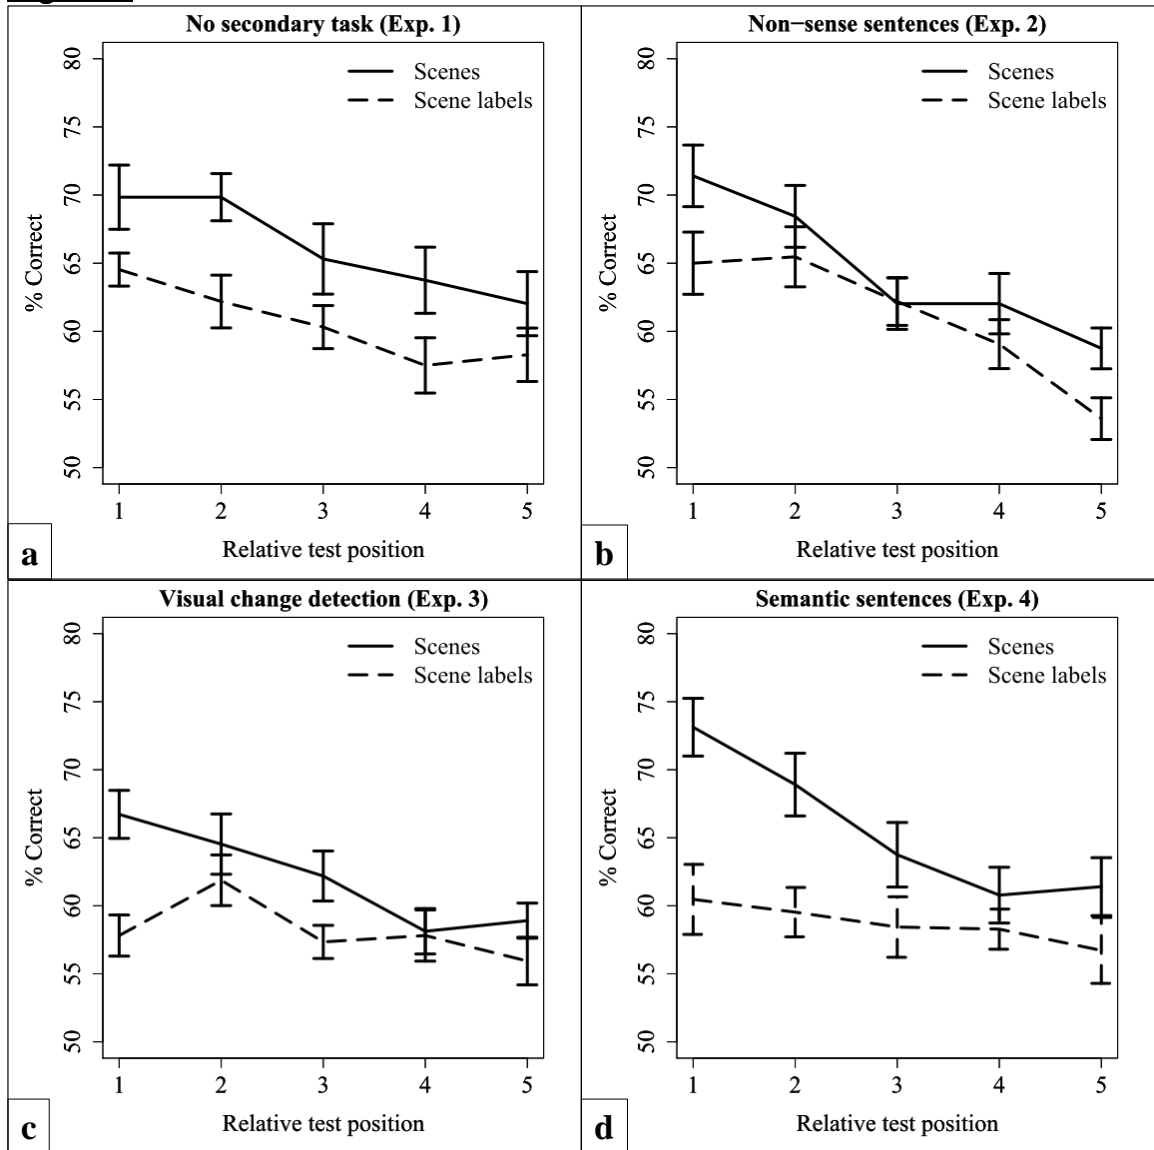 No secondary task (Exp. 1)
80
75
70
65
60
55
50
% Correct
Scenes
Scene labels
1 2 3 4 5
Relative test position
a
Non−sense sentences (Exp. 2)
80
75
70
65
60
55
50
% Correct
Scenes
Scene labels
1 2 3 4 5
Relative test position
b
Visual change detection (Exp. 3)
80
75
70
65
60
55
50
% Correct
Scenes
Scene labels
1 2 3 4 5
Relative test position
c
Semantic sentences (Exp. 4)
80
75
70
65
60
55
50
% Correct
Scenes
Scene labels
1 2 3 4 5
Relative test position
d